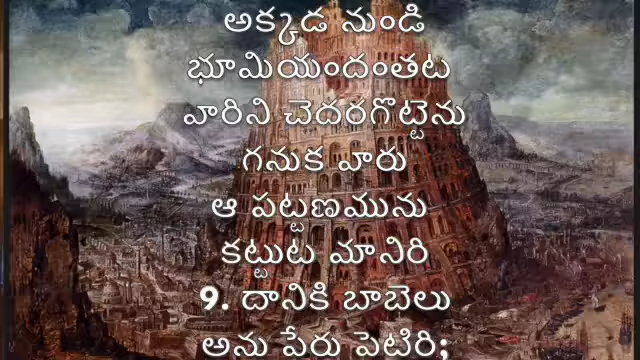 అక్కడ నుండి
భూమియందంతట
వారిని చెదరగొట్టెను
గనుక వారు
ఆ పట్టణమును
కట్టుట మానిరి
9. దానికి బాబెలు
అను పేరు పెటిరి;